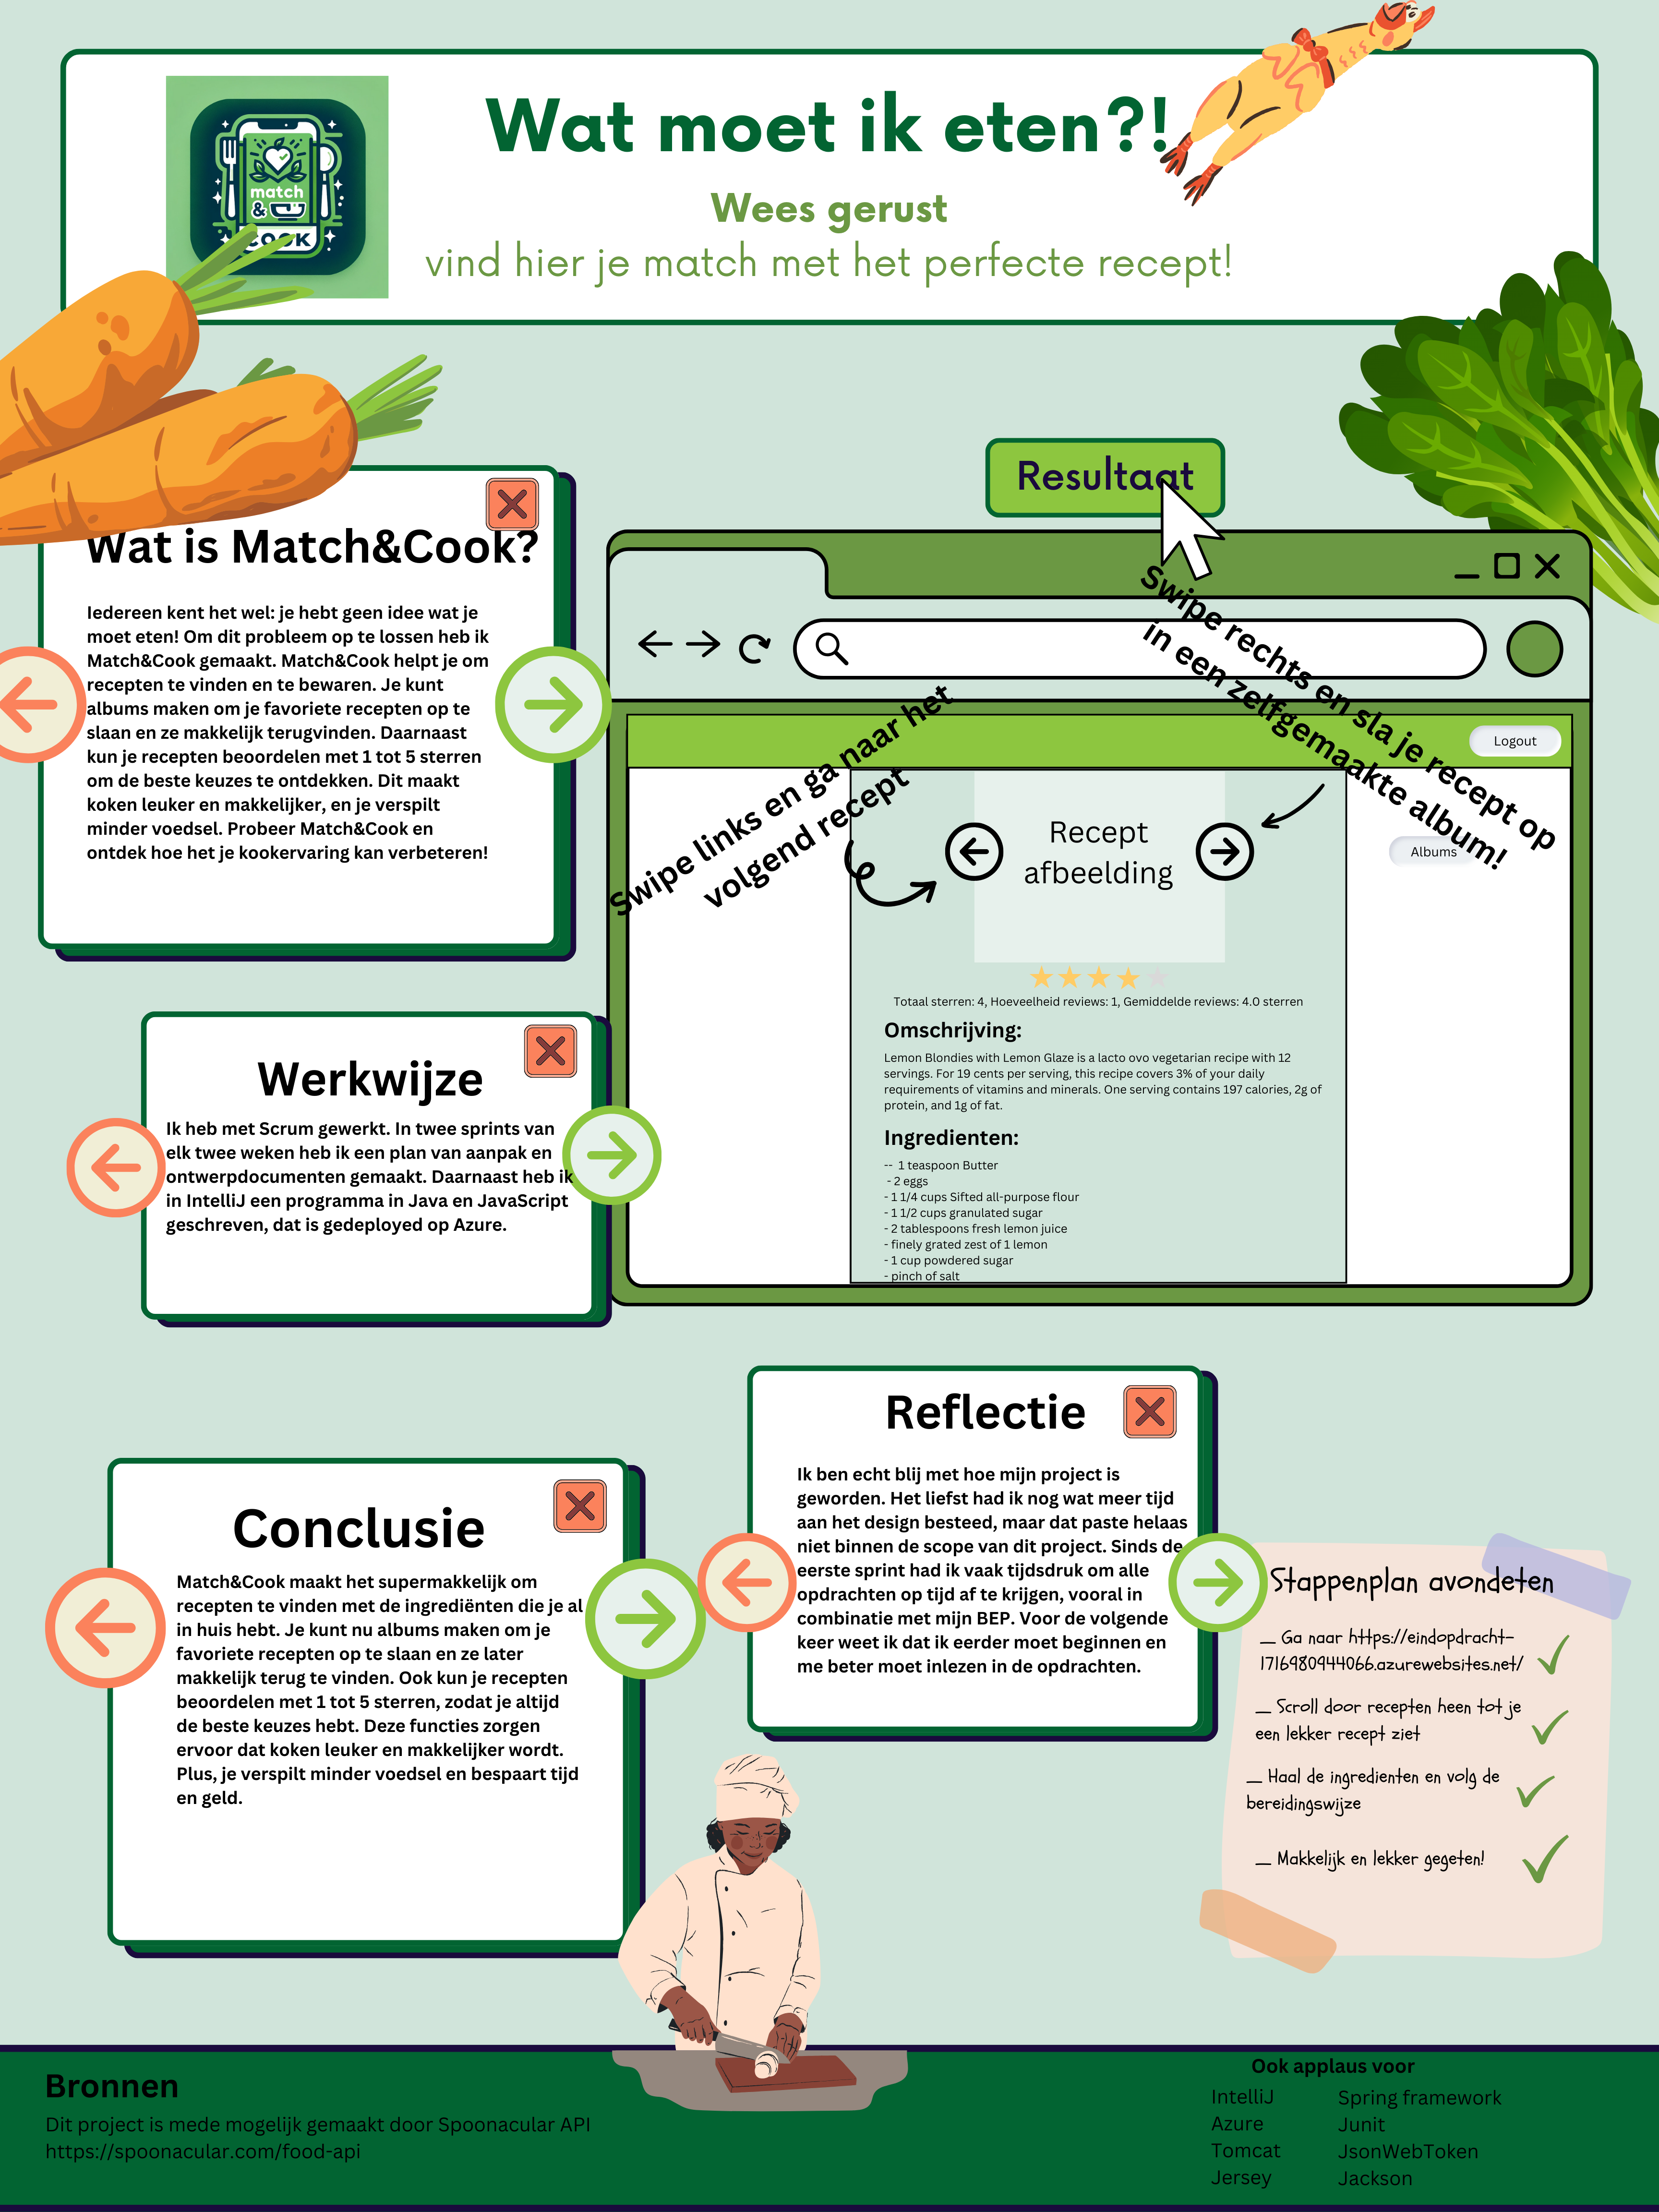 Wat moet ik eten?!
match
&
COOK
Wees gerust
vind hier je match met het perfecte recept!
Resultaat
Wat is Match&Cook?
Iedereen kent het wel: je hebt geen idee wat je
moet eten! Om dit probleem op te lossen heb ik
Match&Cook gemaakt. Match&Cook helpt je om
recepten te vinden en te bewaren. Je kunt
albums maken om je favoriete recepten op te
slaan en ze makkelijk terugvinden. Daarnaast
kun je recepten beoordelen met 1 tot 5 sterren
om de beste keuzes te ontdekken. Dit maakt
koken leuker en makkelijker, en je verspilt
minder voedsel. Probeer Match&Cook en
ontdek hoe het je kookervaring kan verbeteren!
Swipe links en ga naar het
volgend recept
Swipe rechts en sla je recept op
in een zelfgemaakte album!
Logout
Albums
Recept
afbeelding
Totaal sterren: 4, Hoeveelheid reviews: 1, Gemiddelde reviews: 4.0 sterren
Omschrijving:
Lemon Blondies with Lemon Glaze is a lacto ovo vegetarian recipe with 12
servings. For 19 cents per serving, this recipe covers 3% of your daily
requirements of vitamins and minerals. One serving contains 197 calories, 2g of
protein, and 1g of fat.
Ingredienten:
-- 1 teaspoon Butter
- 2 eggs
- 1 1/4 cups Sifted all-purpose flour
- 1 1/2 cups granulated sugar
- 2 tablespoons fresh lemon juice
- finely grated zest of 1 lemon
- 1 cup powdered sugar
- pinch of salt
Werkwijze
Ik heb met Scrum gewerkt. In twee sprints van
elk twee weken heb ik een plan van aanpak en
ontwerpdocumenten gemaakt. Daarnaast heb ik
in IntelliJ een programma in Java en JavaScript
geschreven, dat is gedeployed op Azure.
Reflectie
Ik ben echt blij met hoe mijn project is
geworden. Het liefst had ik nog wat meer tijd
aan het design besteed, maar dat paste helaas
niet binnen de scope van dit project. Sinds de
eerste sprint had ik vaak tijdsdruk om alle
opdrachten op tijd af te krijgen, vooral in
combinatie met mijn BEP. Voor de volgende
keer weet ik dat ik eerder moet beginnen en
me beter moet inlezen in de opdrachten.
Conclusie
Match&Cook maakt het supermakkelijk om
recepten te vinden met de ingrediënten die je al
in huis hebt. Je kunt nu albums maken om je
favoriete recepten op te slaan en ze later
makkelijk terug te vinden. Ook kun je recepten
beoordelen met 1 tot 5 sterren, zodat je altijd
de beste keuzes hebt. Deze functies zorgen
ervoor dat koken leuker en makkelijker wordt.
Plus, je verspilt minder voedsel en bespaart tijd
en geld.
Stappenplan avondeten
__ Ga naar https://eindopdracht-
1716980944066.azurewebsites.net/
__ Scroll door recepten heen tot je
een lekker recept ziet
__ Haal de ingredienten en volg de
bereidingswijze
__ Makkelijk en lekker gegeten!
Bronnen
Dit project is mede mogelijk gemaakt door Spoonacular API
https://spoonacular.com/food-api
Ook applaus voor
IntelliJ
Azure
Tomcat
Jersey
Spring framework
Junit
JsonWebToken
Jackson